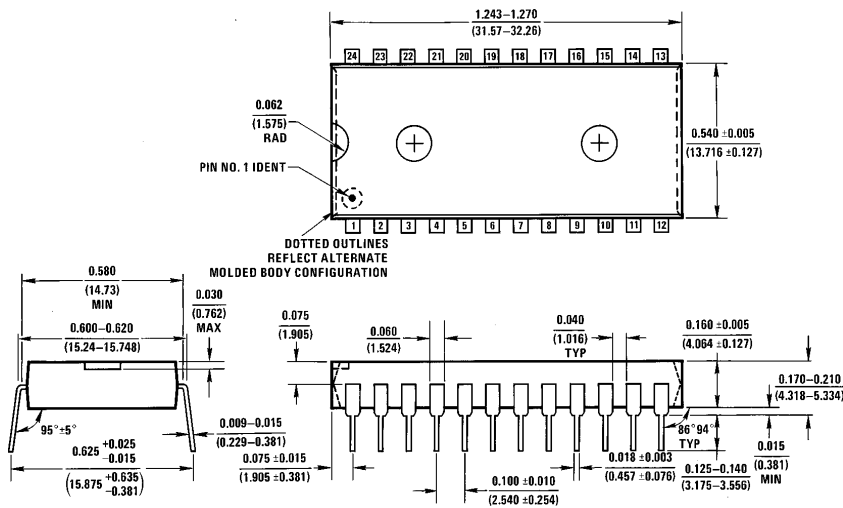 1.243–1.270
(31.57–32.26)
24 23 22 21 20 19 18 17 16 15 14 13
0.062
(1.575)
RAD
0.540 ±0.005
(13.716 ±0.127)
PIN NO. 1 IDENT
1 2 3 4 5 6 7 8 9 10 11 12
DOTTED OUTLINES
REFLECT ALTERNATE
MOLDED BODY CONFIGURATION
0.580
(14.73)
MIN
0.030
(0.762)
MAX
0.600–0.620
(15.24–15.748)
95°±5°
0.009–0.015
(0.229–0.381)
0.625 +0.025 -0.015
(15.875 +0.635 -0.381)
0.075
(1.905)
0.060
(1.524)
0.040
(1.016)
TYP
0.160 ±0.005
(4.064 ±0.127)
0.170–0.210
(4.318–5.334)
86°94°
TYP
0.015
(0.381)
MIN
0.075 ±0.015
(1.905 ±0.381)
0.100 ±0.010
(2.540 ±0.254)
0.018 ±0.003
(0.457 ±0.076)
0.125–0.140
(3.175–3.556)